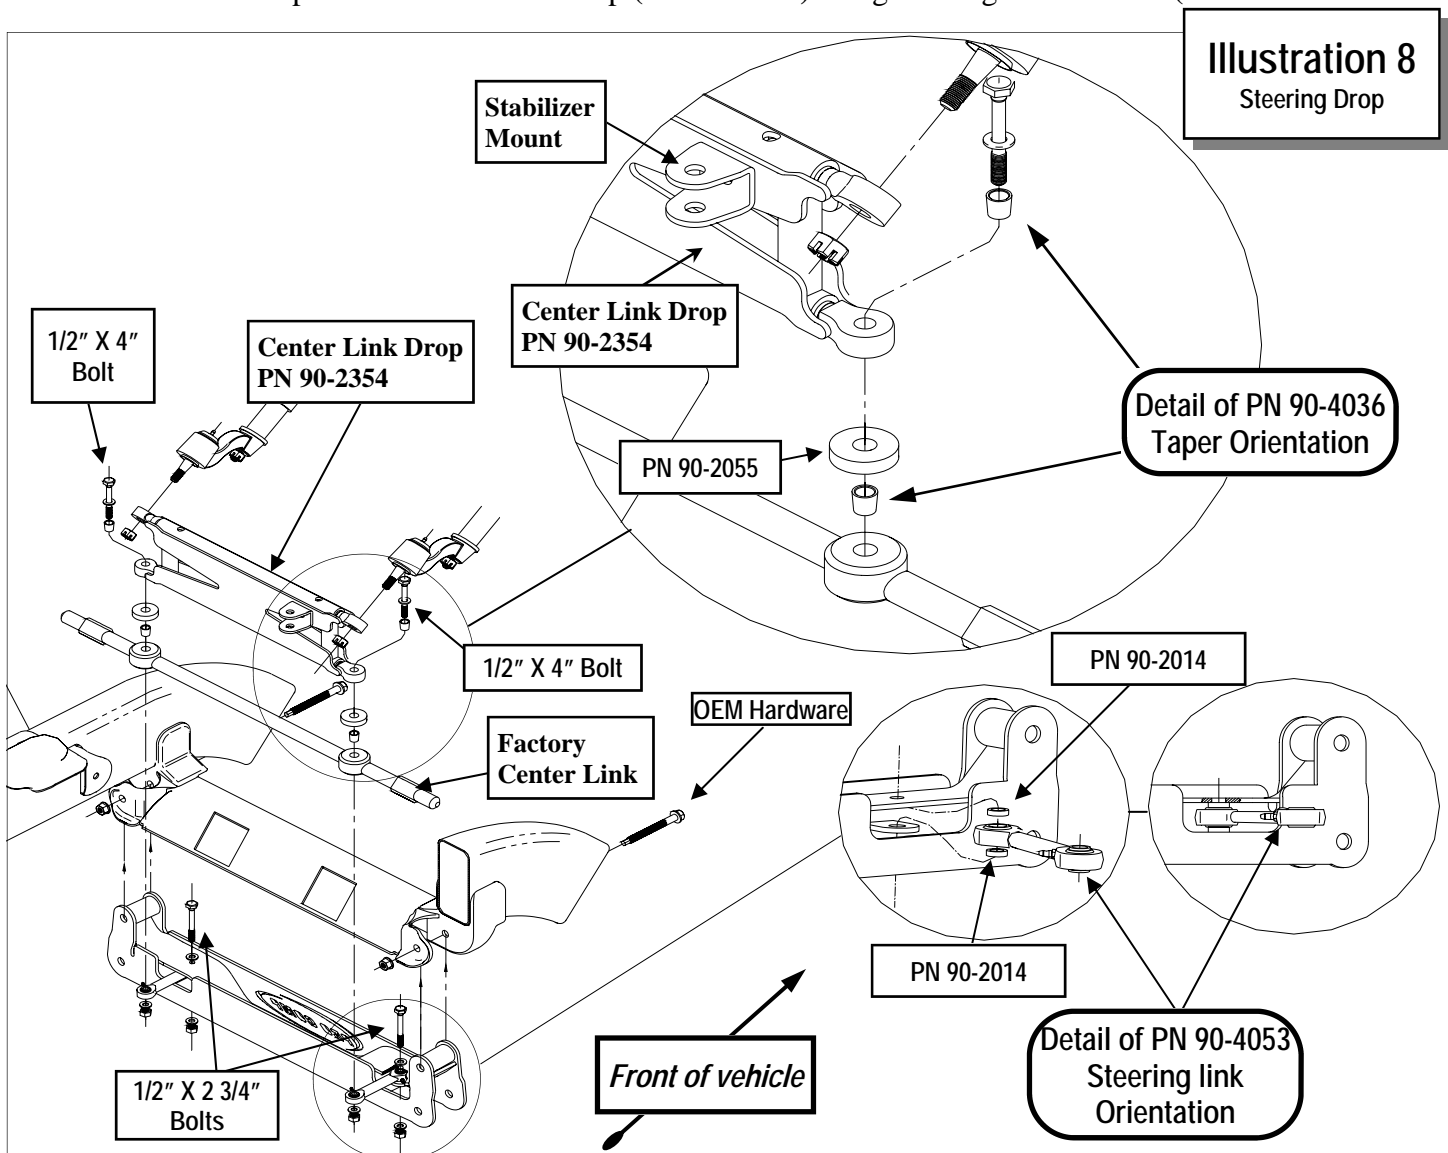 Illustration 8
Steering Drop
Stabilizer
Mount
Center Link Drop
PN 90-2354
1/2" X 4"
Bolt
Center Link Drop
PN 90-2354
PN 90-2055
Detail of PN 90-4036
Taper Orientation
1/2" X 4" Bolt
PN 90-2014
OEM Hardware
Factory
Center Link
PN 90-2014
Detail of PN 90-4053
Steering link
Orientation
Front of vehicle
1/2" X 2 3/4"
Bolts